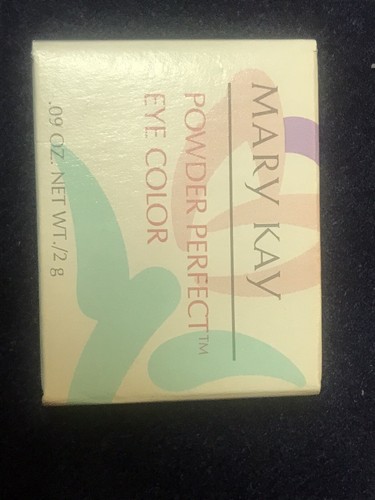 MARY KAY
POWDER PERFECT™
EYE COLOR
.09 OZ. NET WT./2 g